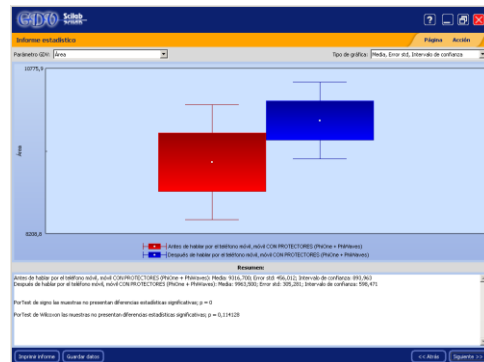 GDV Scilab
Informe estadístico
Página Acción
Parámetro GDV: Área
Tipo de gráfica: Media, Error std, Intervalo de confianza
10775,9
Área
8208,8
Antes de hablar por el teléfono móvil, móvil CON PROTECTORES (PhiOne + PhiWaves)
Después de hablar por el teléfono móvil, móvil CON PROTECTORES (PhiOne + PhiWaves)
Resumen:
Antes de hablar por el teléfono móvil, móvil CON PROTECTORES (PhiOne + PhiWaves): Media: 9316,700; Error std: 456,012; Intervalo de confianza: 893,963
Después de hablar por el teléfono móvil, móvil CON PROTECTORES (PhiOne + PhiWaves): Media: 9963,500; Error std: 305,281; Intervalo de confianza: 598,471
PorTest de signo las muestras no presentan diferencias estadísticas significativas; p = 0
PorTest de Wilcoxon las muestras no presentan diferencias estadísticas significativas; p = 0,114128
Imprimir informe Guardar datos << Atrás Siguiente >>